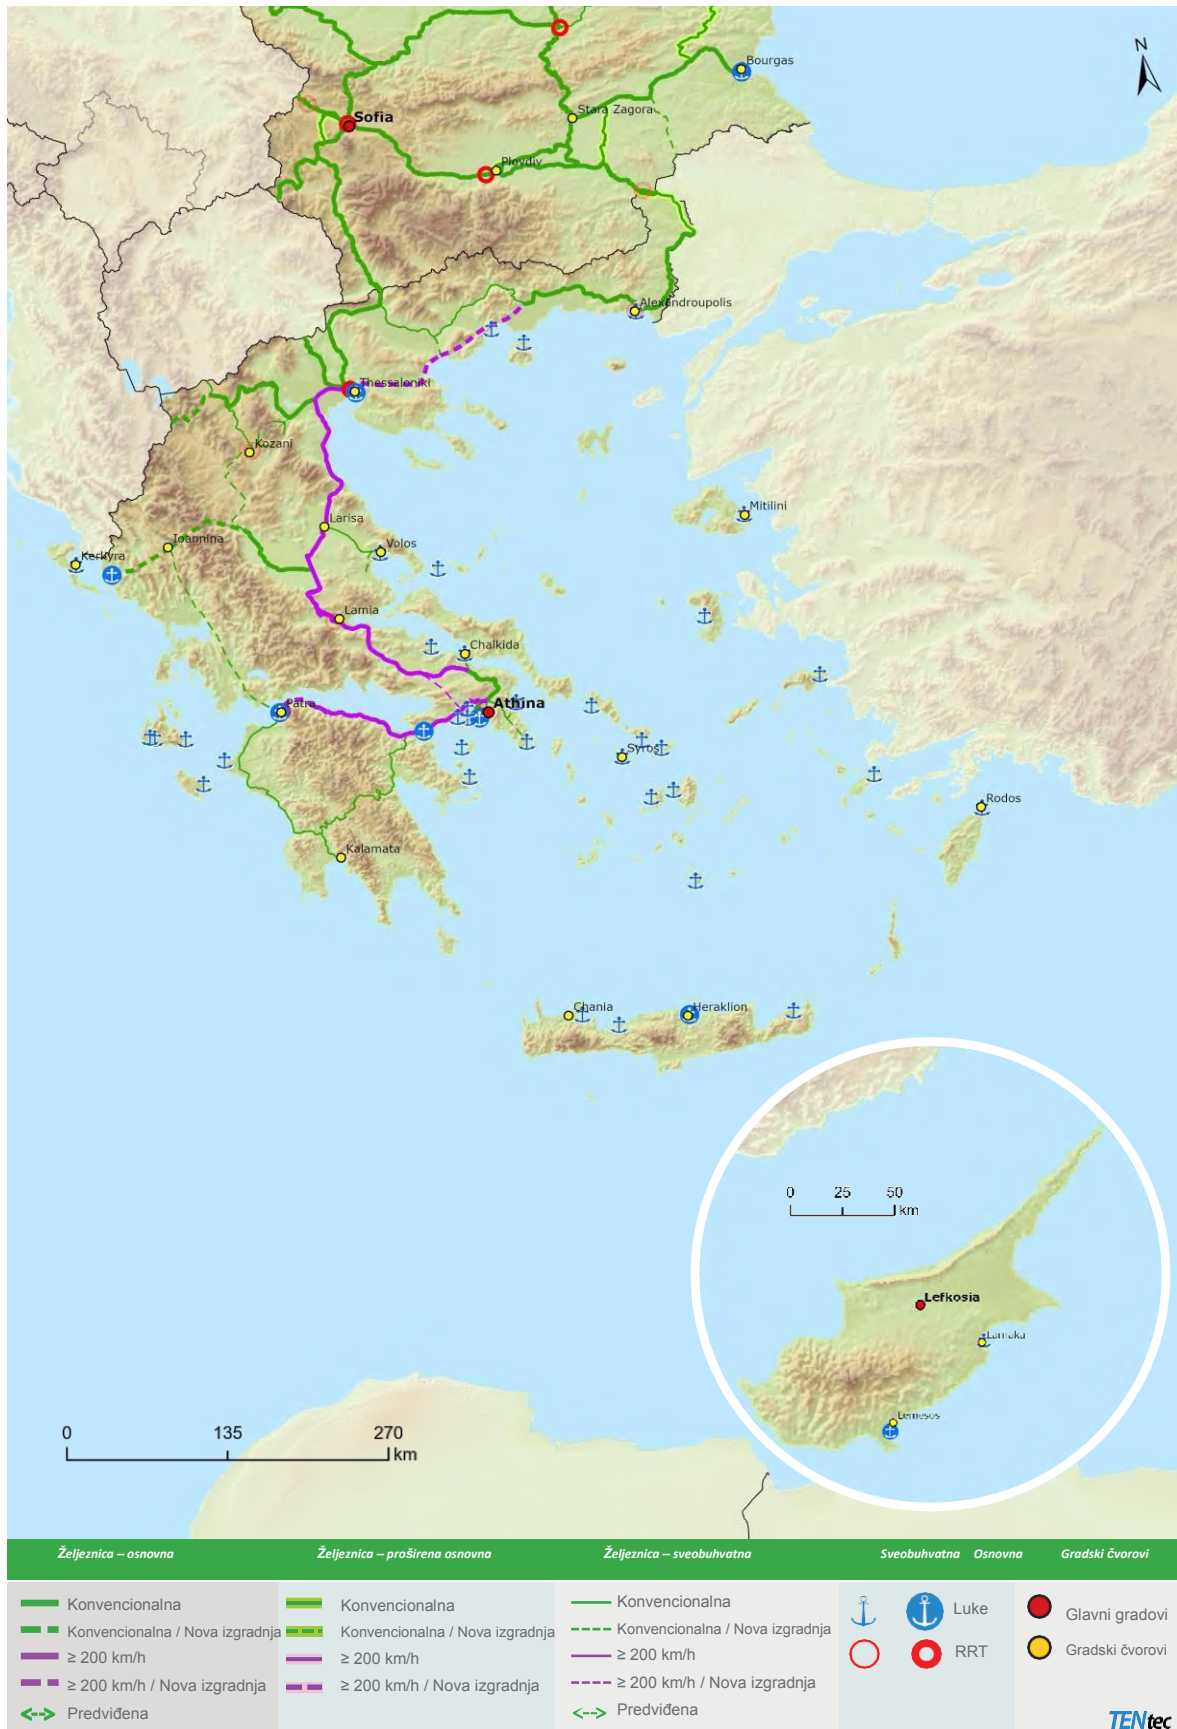 N
Bourgas
Stara Zagora
Sofia
Plovdiv
Alexandroupolis
Thessaloniki
Kozani
Mitilini
Larisa
Ioannina
Volos
Kerkyra
Lamia
Chalkida
Patra
Athina
Syros
Rodos
Kalamata
Chania
Heraklion
0 25 50
km
Lefkosia
Larnaka
Lemesos
0 135 270
km
Željeznica – osnovna Željeznica – proširena osnovna Željeznica – sveobuhvatna Sveobuhvatna Osnovna Gradski čvorovi
Konvencionalna
Konvencionalna / Nova izgradnja
≥ 200 km/h
≥ 200 km/h / Nova izgradnja
Predviđena
Konvencionalna
Konvencionalna / Nova izgradnja
≥ 200 km/h
≥ 200 km/h / Nova izgradnja
Konvencionalna
Konvencionalna / Nova izgradnja
≥ 200 km/h
≥ 200 km/h / Nova izgradnja
Predviđena
Luke
RRT
Glavni gradovi
Gradski čvorovi
TENtec